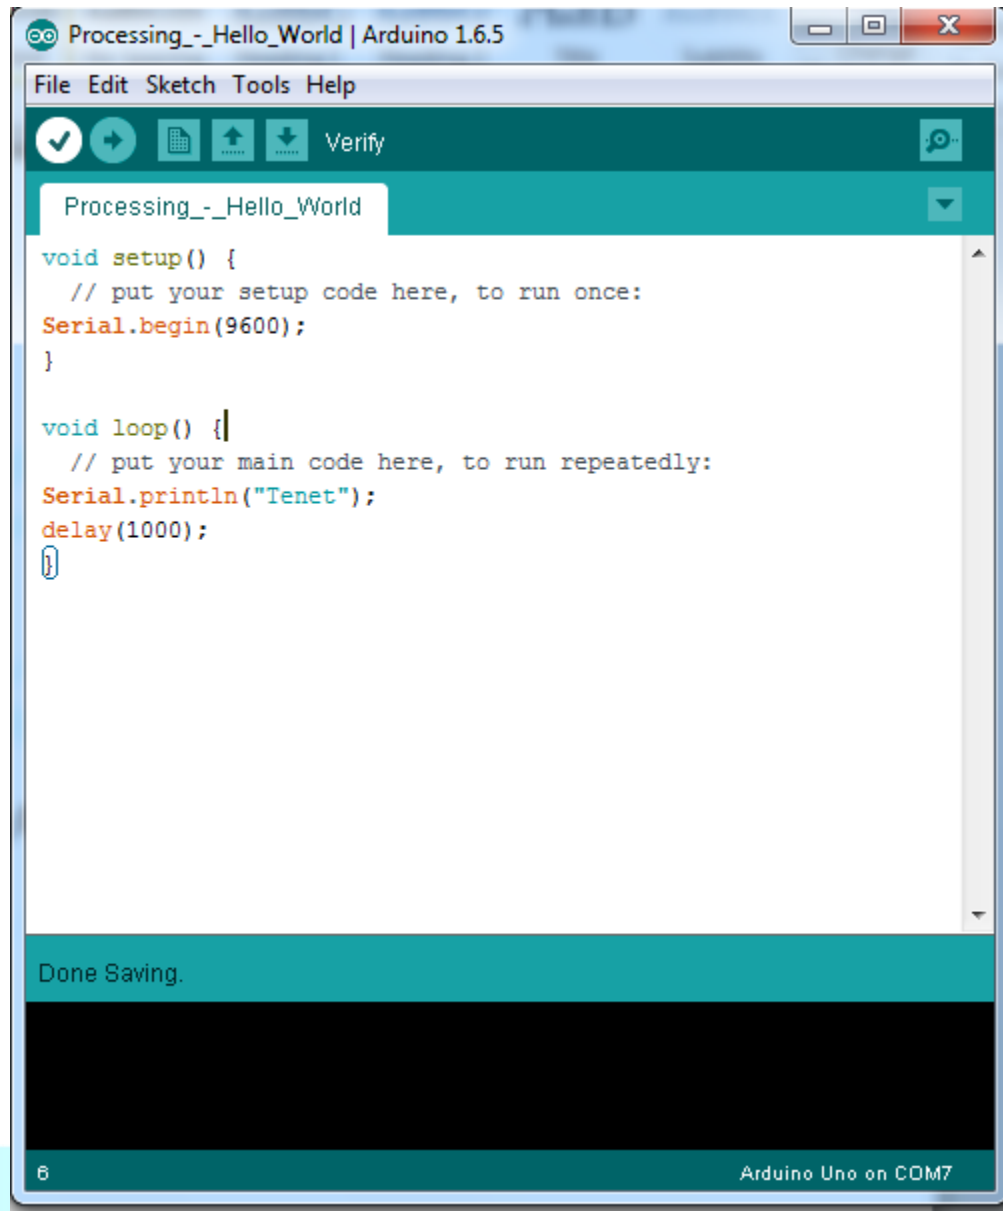 Processing_-_Hello_World | Arduino 1.6.5
File Edit Sketch Tools Help
Verify
Processing_-_Hello_World
void setup() {
  // put your setup code here, to run once:
Serial.begin(9600);
}
void loop() {
  // put your main code here, to run repeatedly:
Serial.println("Tenet");
delay(1000);
}
Done Saving.
6 Arduino Uno on COM7